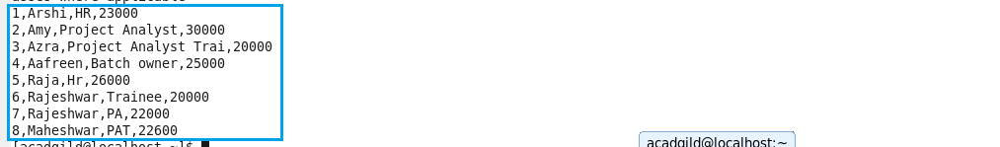 1,Arshi,HR,23000
2,Amy,Project Analyst,30000
3,Azra,Project Analyst Trai,20000
4,Aafreen,Batch owner,25000
5,Raja,Hr,26000
6,Rajeshwar,Trainee,20000
7,Rajeshwar,PA,22000
8,Maheshwar,PAT,22600
[acadgild@localhost ~]$
acadgild@localhost:~